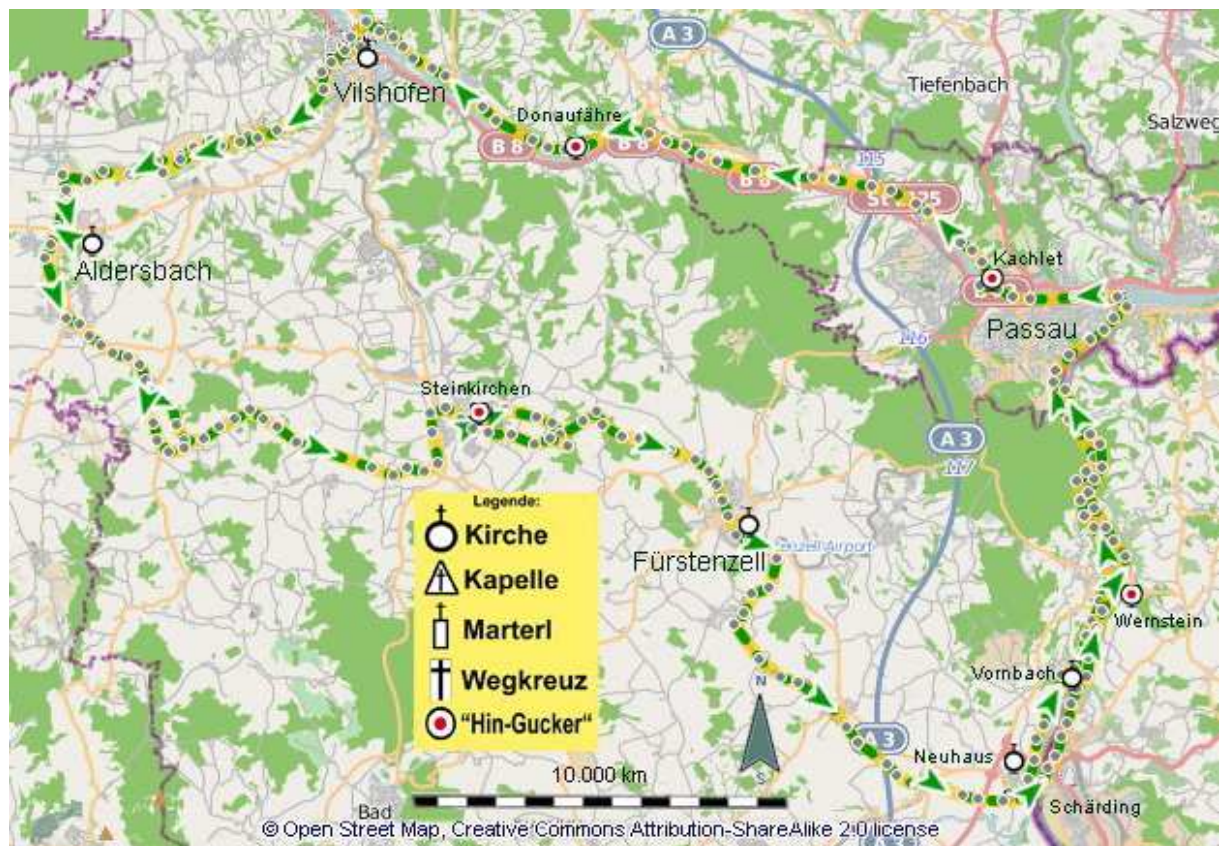 A 3
Tiefenbach
Salzweg
Vilshofen
Donaufähre
B 8
B 8
B 8
115
Kachlet
Aldersbach
Passau
116
Steinkirchen
A 3
117
Legende:
Kirche
Kapelle
Marterl
Wegkreuz
"Hin-Gucker"
Fürstenzell
Airport
Wernstein
Vornbach
N
A 3
Neuhaus
S
10.000 km
Bad
Schärding
© Open Street Map, Creative Commons Attribution-ShareAlike 2.0 license